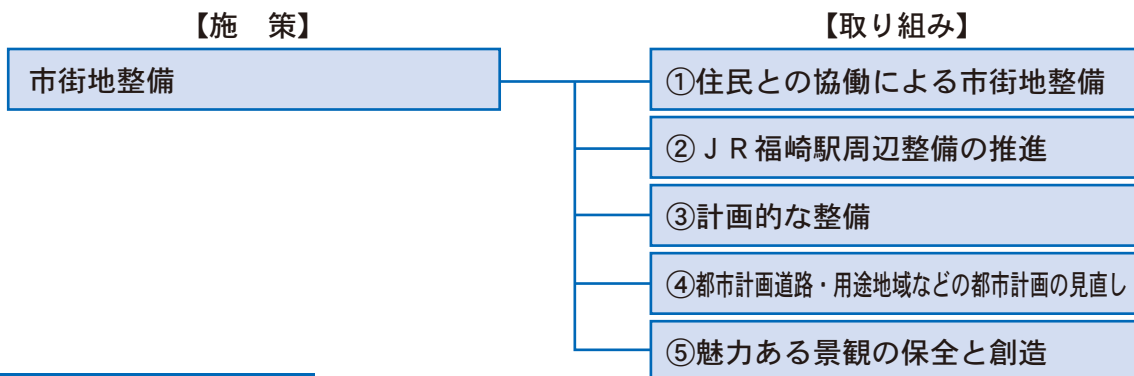 【施　策】
【取り組み】
市街地整備
①住民との協働による市街地整備
②ＪＲ福崎駅周辺整備の推進
③計画的な整備
④都市計画道路・用途地域などの都市計画の見直し
⑤魅力ある景観の保全と創造